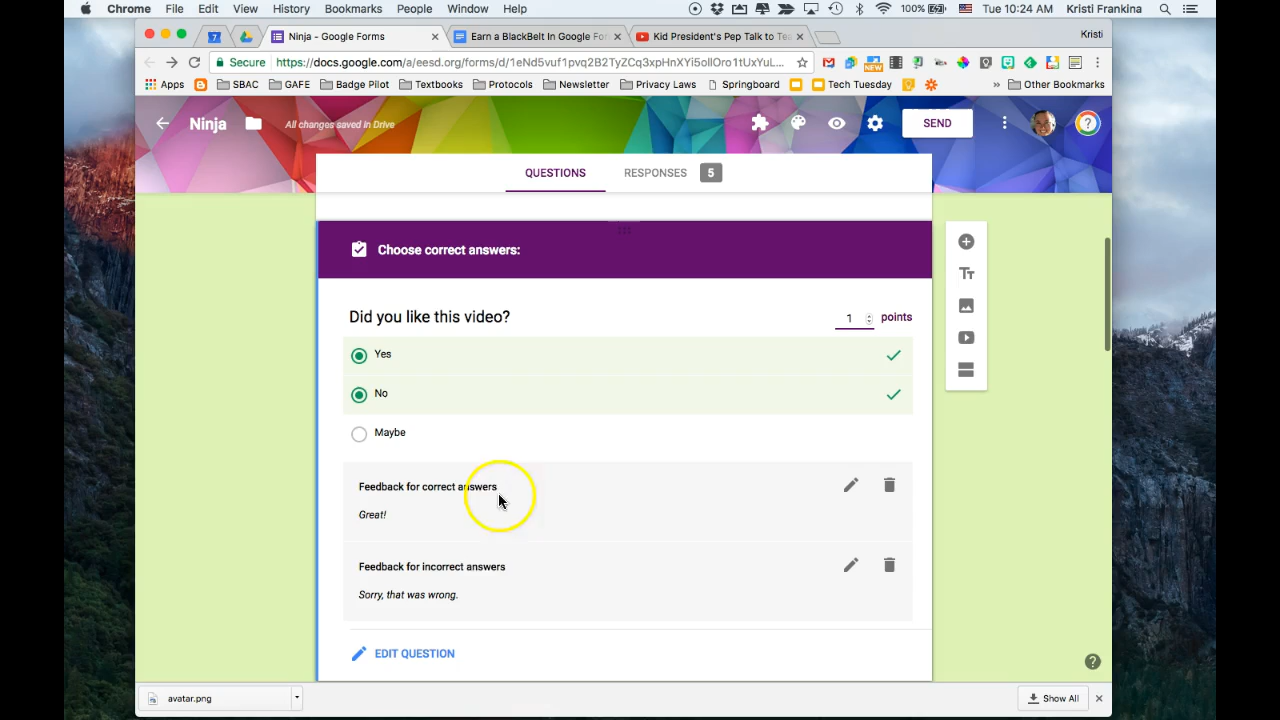 Chrome File Edit View History Bookmarks People Window Help 100% Tue 10:24 AM Kristi Frankina
Ninja - Google Forms Earn a BlackBelt In Google For YouTube Kid President's Pep Talk to Tea Kristi
Secure https://docs.google.com/a/eesd.org/forms/d/1eNd5vuf1pvq2B2TyZCq3xpHnXYi5ollOro1tUxYuL... NEW
Apps SBAC GAFE Badge Pilot Textbooks Protocols Newsletter Privacy Laws Springboard Tech Tuesday » Other Bookmarks
Ninja All changes saved in Drive SEND
QUESTIONS RESPONSES 5
Choose correct answers:
Did you like this video? 1 points
Yes
No
Maybe
Feedback for correct answers
Great!
Feedback for incorrect answers
Sorry, that was wrong.
EDIT QUESTION
avatar.png Show All